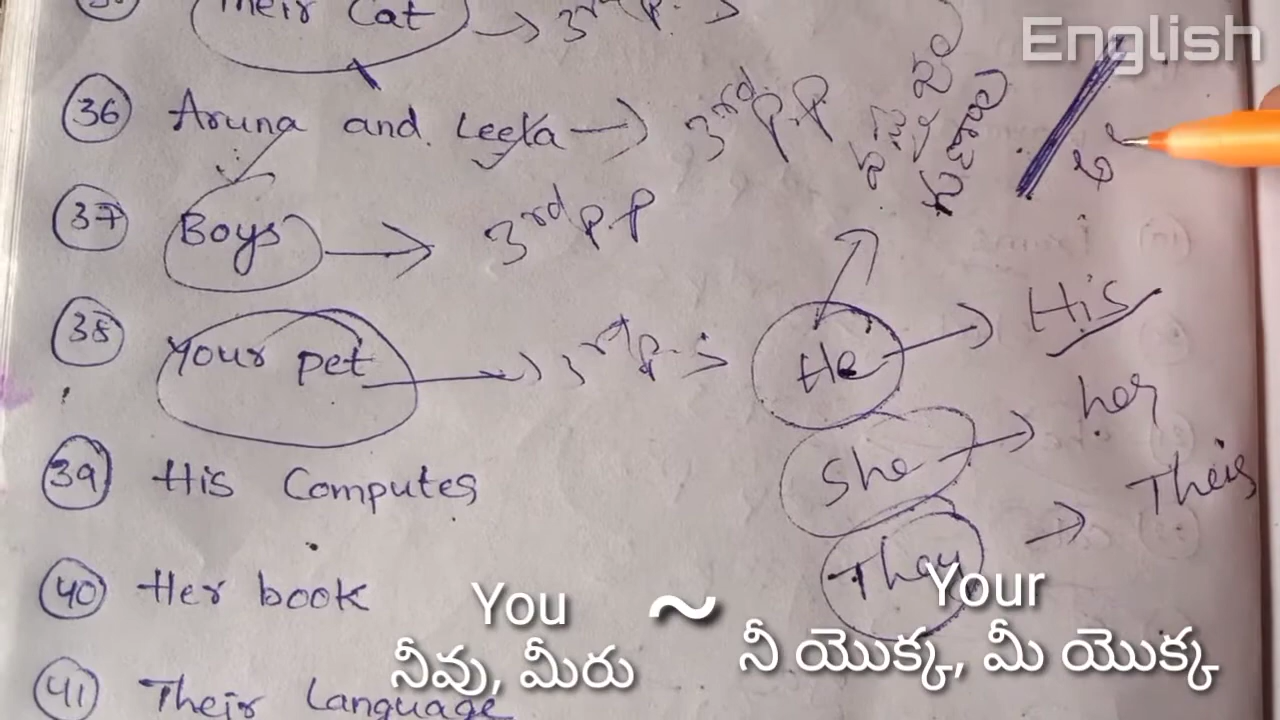 English
Their Cat → 3rd p.s
36 Aruna and Leela → 3rd p.p
37 Boys → 3rd p.p
38 Your pet → 3rd p.s
He → His
She → her
They → Their
39 His Computer
40 Her book
41 Their Language
You ~ Your
నీవు, మీరు నీ యొక్క, మీ యొక్క